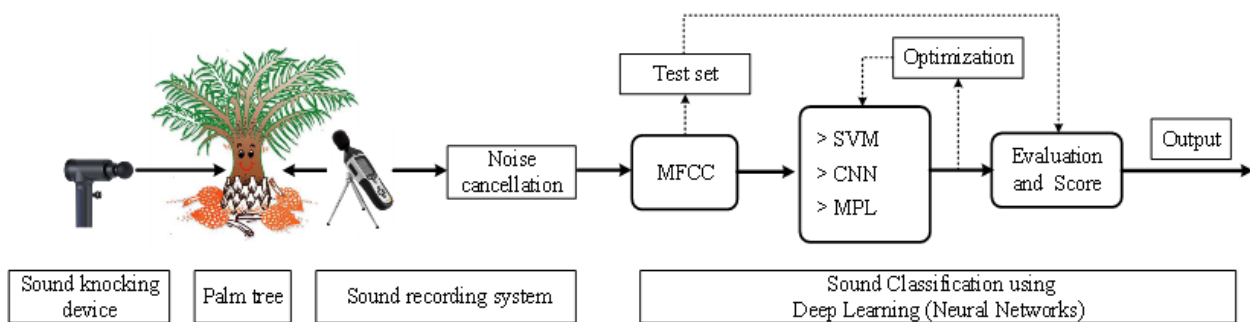 Test set
Optimization
Noise
cancellation
MFCC
> SVM
> CNN
> MPL
Evaluation
and Score
Output
Sound knocking
device
Palm tree
Sound recording system
Sound Classification using
Deep Learning (Neural Networks)